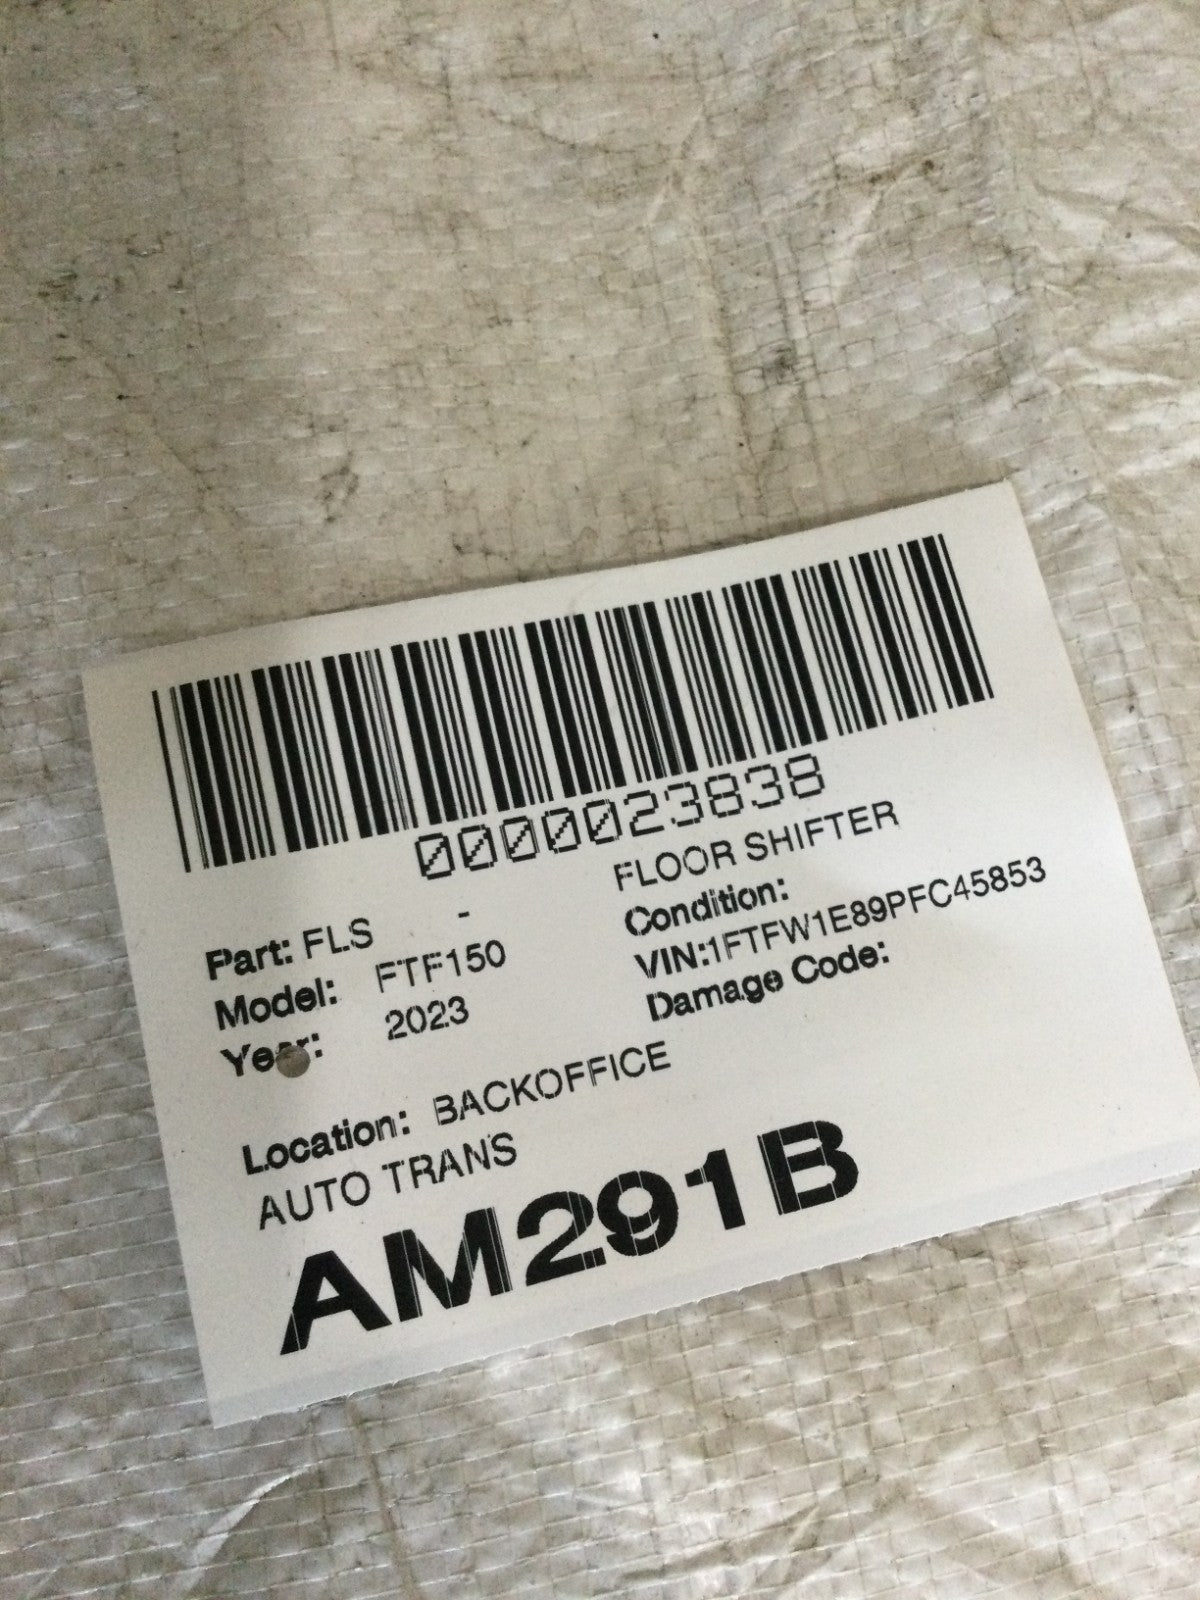 0000023838
Part: FLS - FLOOR SHIFTER
Model: FTF150 Condition:
Year: 2023 VIN:1FTFW1E89PFC45853
Damage Code:
Location: BACKOFFICE
AUTO TRANS
AM291B